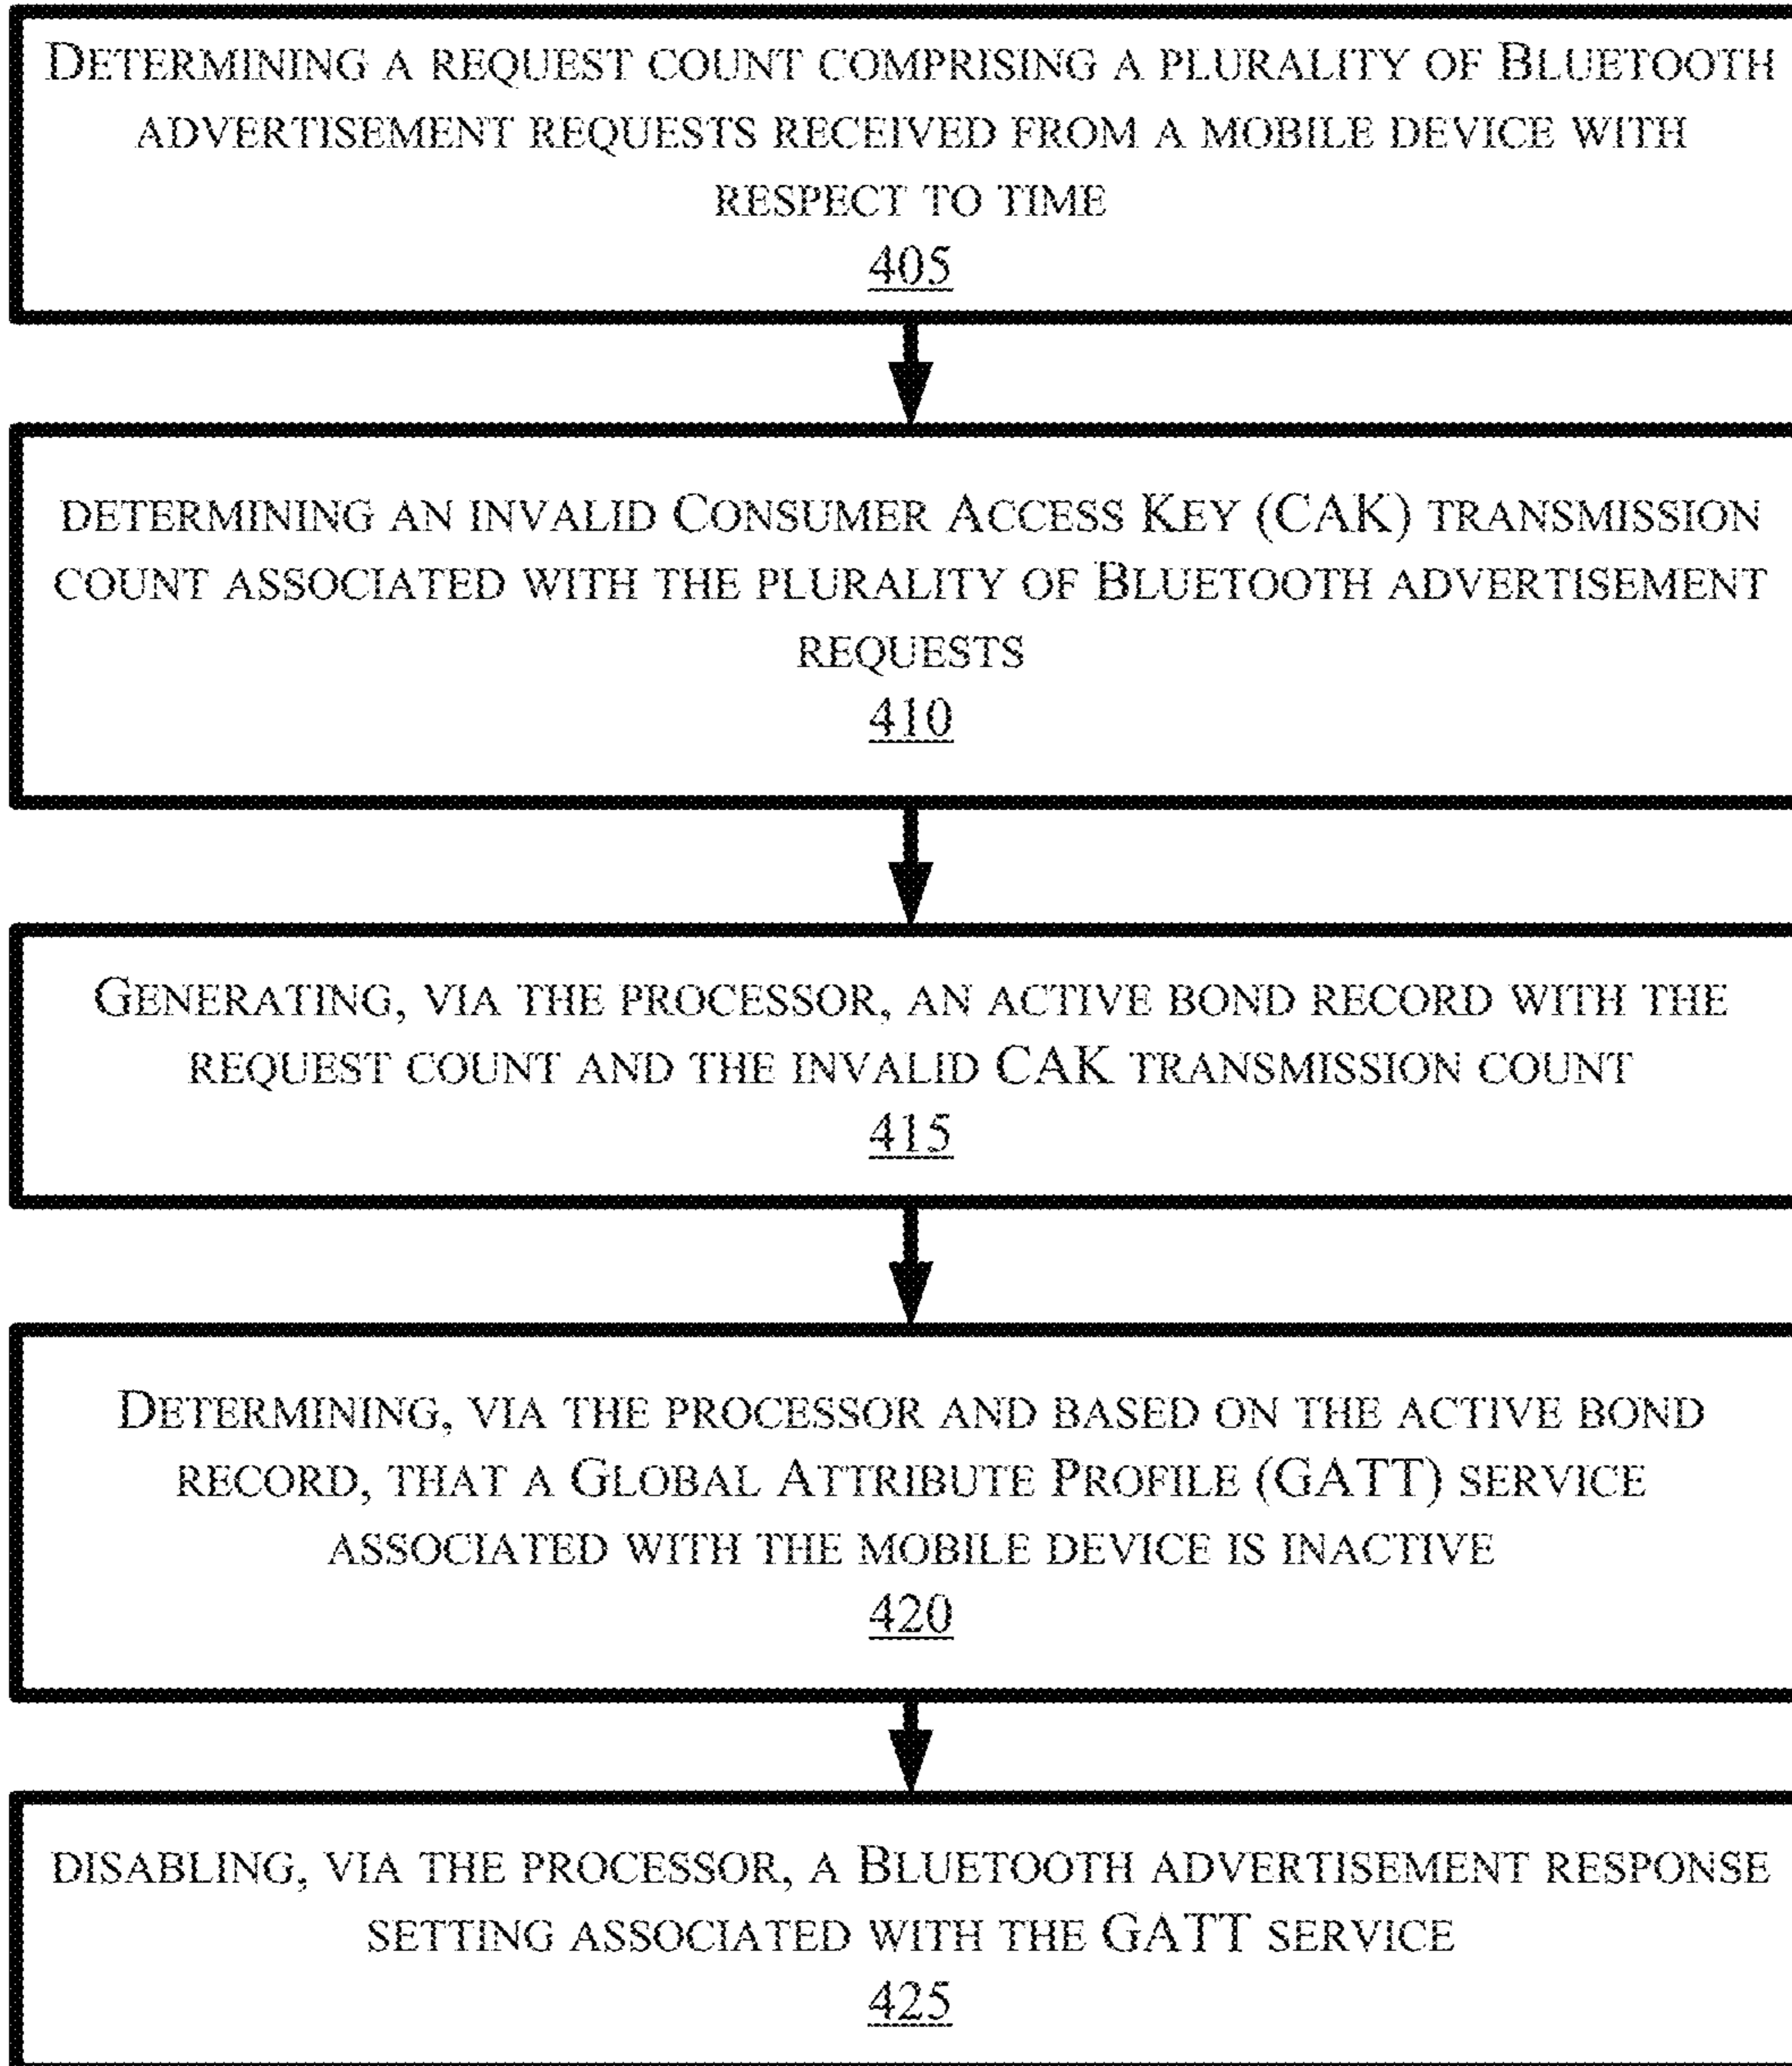 DETERMINING A REQUEST COUNT COMPRISING A PLURALITY OF BLUETOOTH
ADVERTISEMENT REQUESTS RECEIVED FROM A MOBILE DEVICE WITH
RESPECT TO TIME
405
DETERMINING AN INVALID CONSUMER ACCESS KEY (CAK) TRANSMISSION
COUNT ASSOCIATED WITH THE PLURALITY OF BLUETOOTH ADVERTISEMENT
REQUESTS
410
GENERATING, VIA THE PROCESSOR, AN ACTIVE BOND RECORD WITH THE
REQUEST COUNT AND THE INVALID CAK TRANSMISSION COUNT
415
DETERMINING, VIA THE PROCESSOR AND BASED ON THE ACTIVE BOND
RECORD, THAT A GLOBAL ATTRIBUTE PROFILE (GATT) SERVICE
ASSOCIATED WITH THE MOBILE DEVICE IS INACTIVE
420
DISABLING, VIA THE PROCESSOR, A BLUETOOTH ADVERTISEMENT RESPONSE
SETTING ASSOCIATED WITH THE GATT SERVICE
425